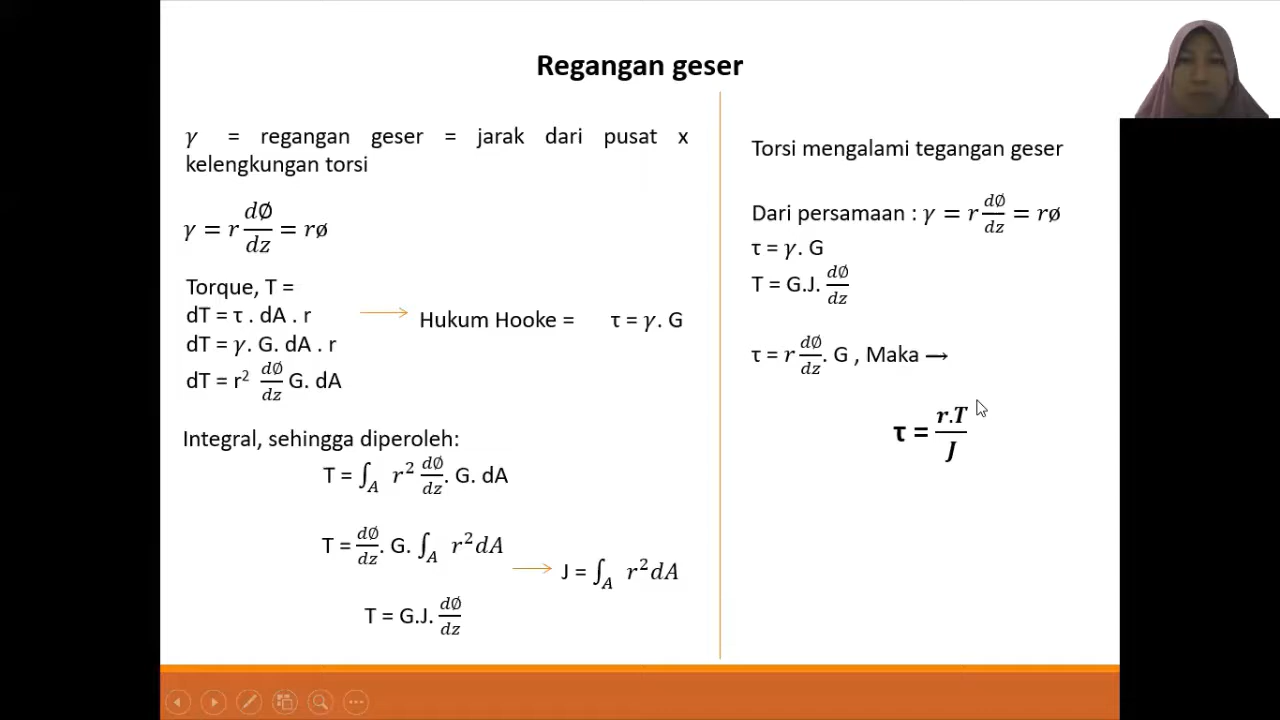 Regangan geser
γ = regangan geser = jarak dari pusat x
kelengkungan torsi
γ = r dØ/dz = rø
Torque, T =
dT = τ . dA . r
Hukum Hooke = τ = γ. G
dT = γ. G. dA . r
dT = r² dØ/dz G. dA
Integral, sehingga diperoleh:
T = ∫A r² dØ/dz. G. dA
T = dØ/dz. G. ∫A r²dA
J = ∫A r²dA
T = G.J. dØ/dz
Torsi mengalami tegangan geser
Dari persamaan : γ = r dØ/dz = rø
τ = γ. G
T = G.J. dØ/dz
τ = r dØ/dz. G , Maka →
τ = r.T/J